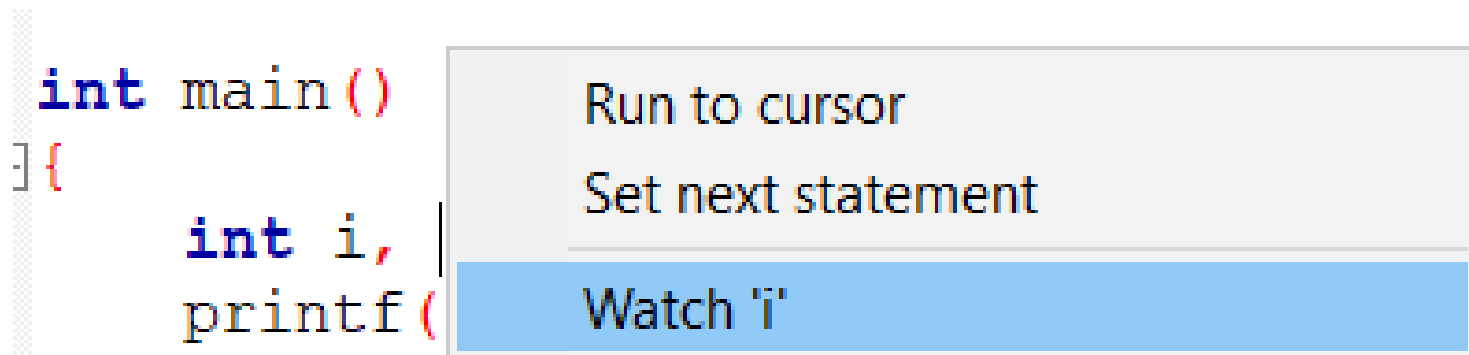 int main()
{
int i,
printf(
Run to cursor
Set next statement
Watch 'i'